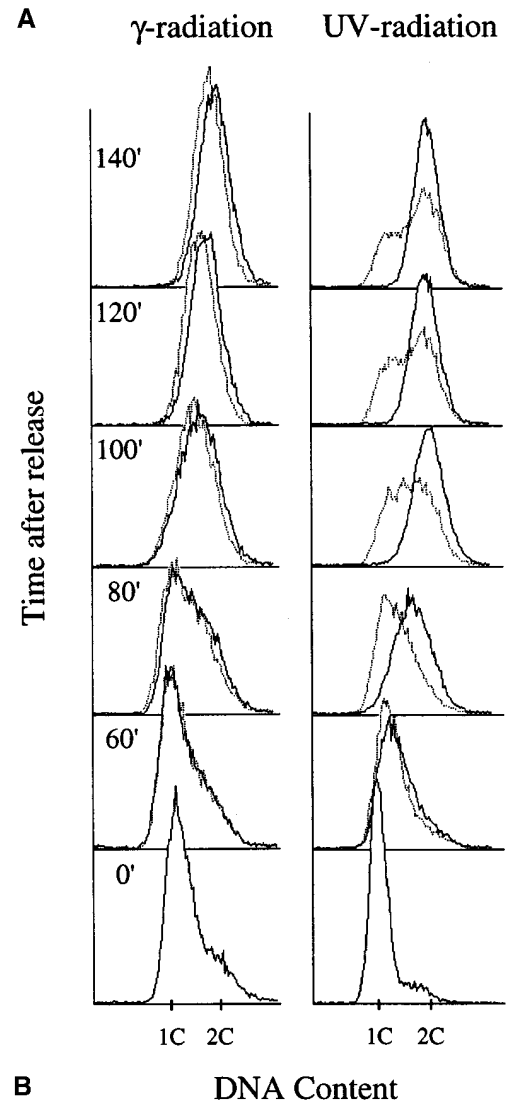 A
γ-radiation UV-radiation
140'
120'
100'
80'
60'
0'
Time after release
1C 2C 1C 2C
B DNA Content